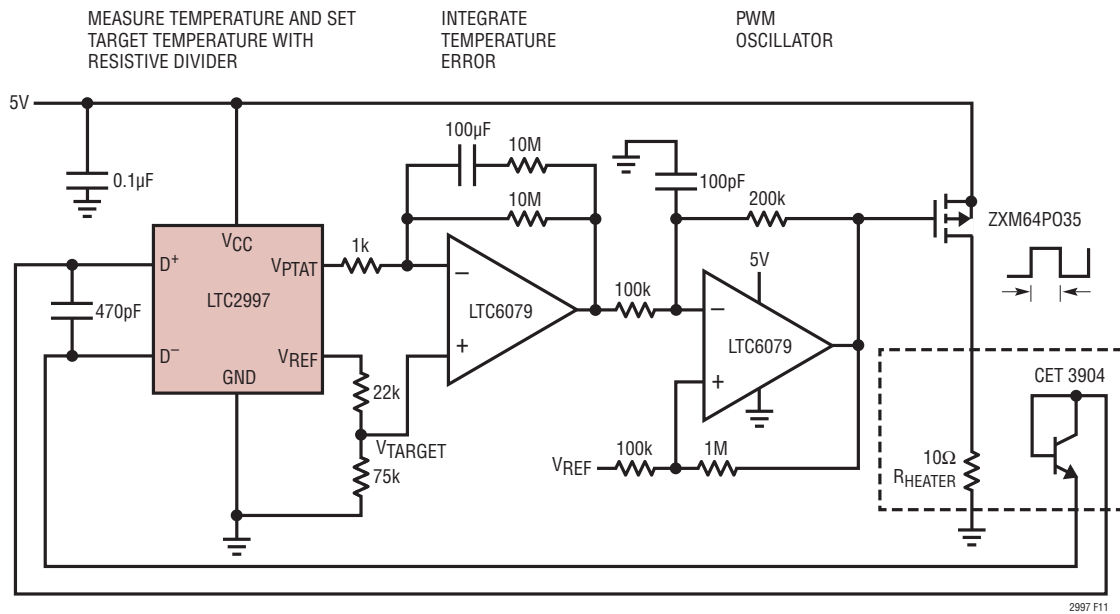 MEASURE TEMPERATURE AND SET
TARGET TEMPERATURE WITH
RESISTIVE DIVIDER
INTEGRATE
TEMPERATURE
ERROR
PWM
OSCILLATOR
5V
0.1µF
100µF
10M
10M
100pF
200k
ZXM64PO35
VCC
D+
VPTAT
1k
LTC2997
470pF
D–
VREF
GND
22k
VTARGET
75k
–
LTC6079
+
100k
5V
–
LTC6079
+
VREF
100k
1M
CET 3904
10Ω
RHEATER
2997 F11